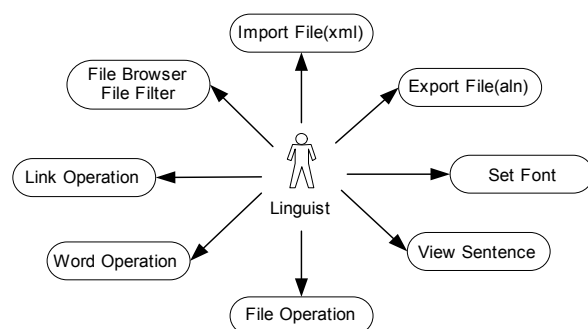 Import File(xml)
File Browser
File Filter
Export File(aln)
Link Operation
Set Font
Linguist
Word Operation
View Sentence
File Operation